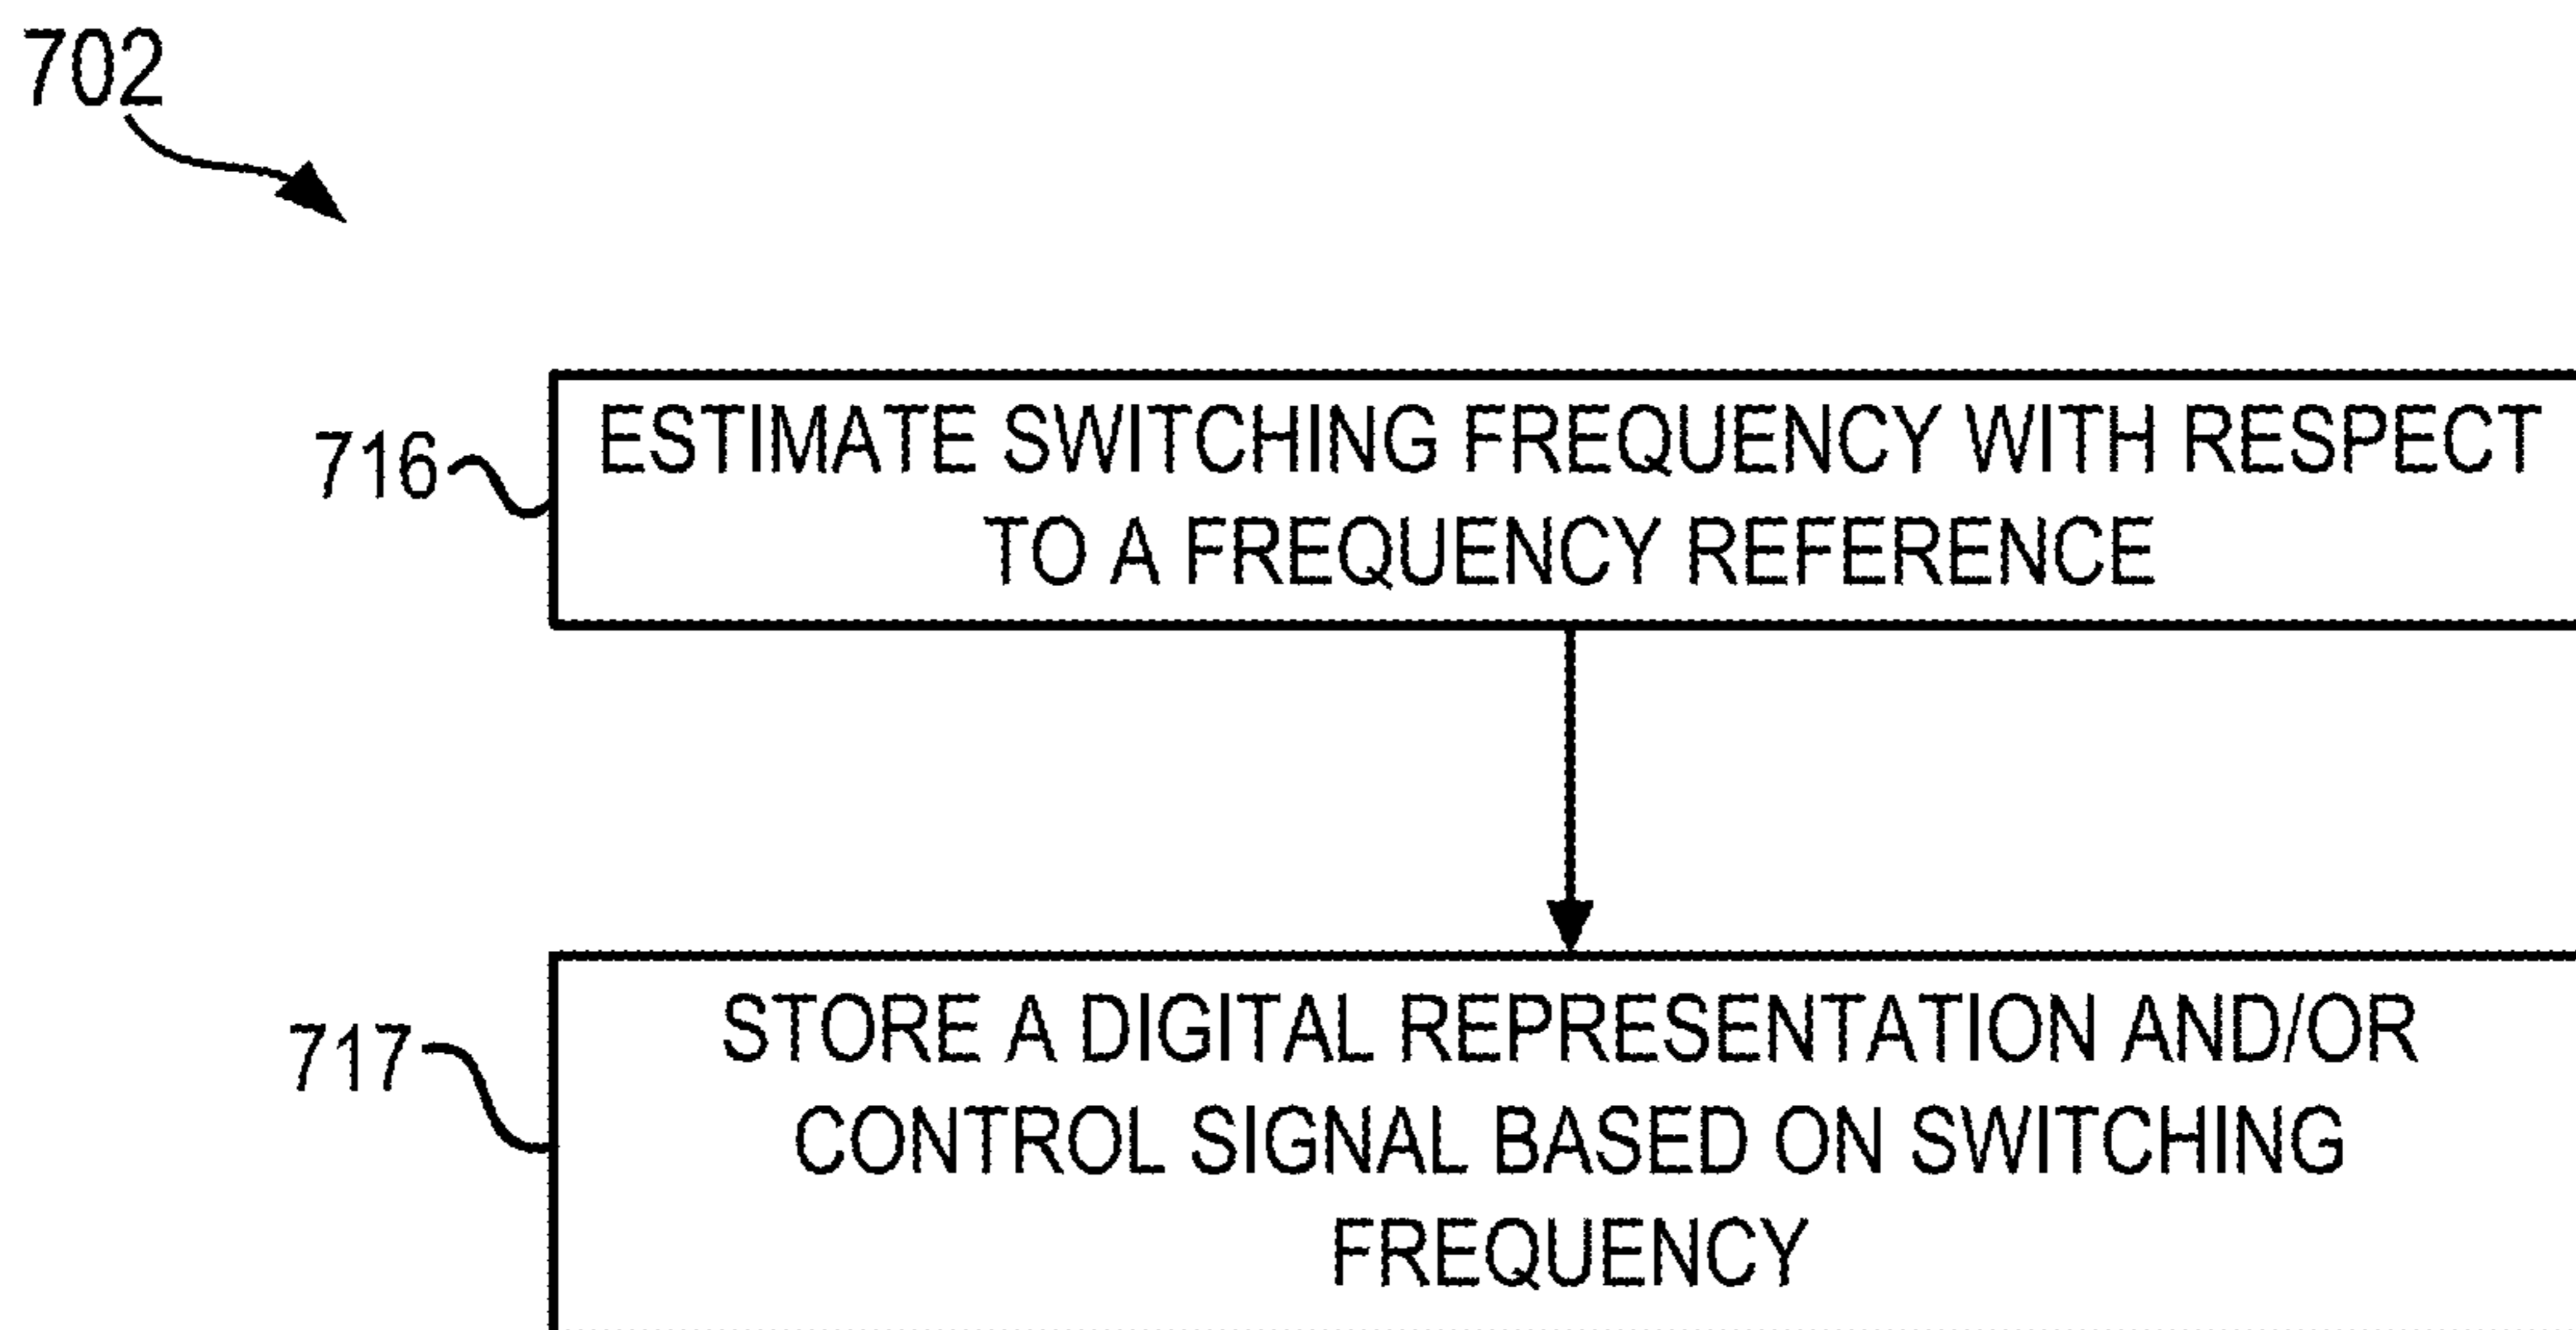 702
716
ESTIMATE SWITCHING FREQUENCY WITH RESPECT
TO A FREQUENCY REFERENCE
717
STORE A DIGITAL REPRESENTATION AND/OR
CONTROL SIGNAL BASED ON SWITCHING
FREQUENCY